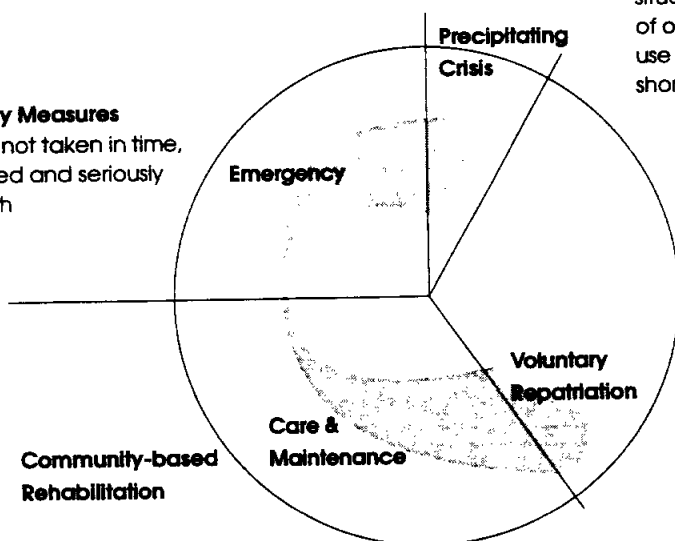 Precipitating
Crisis
of o
use
shor
y Measures
not taken in time,
ed and seriously
h
Emergency
Voluntary
Repatriation
Care &
Maintenance
Community-based
Rehabilitation